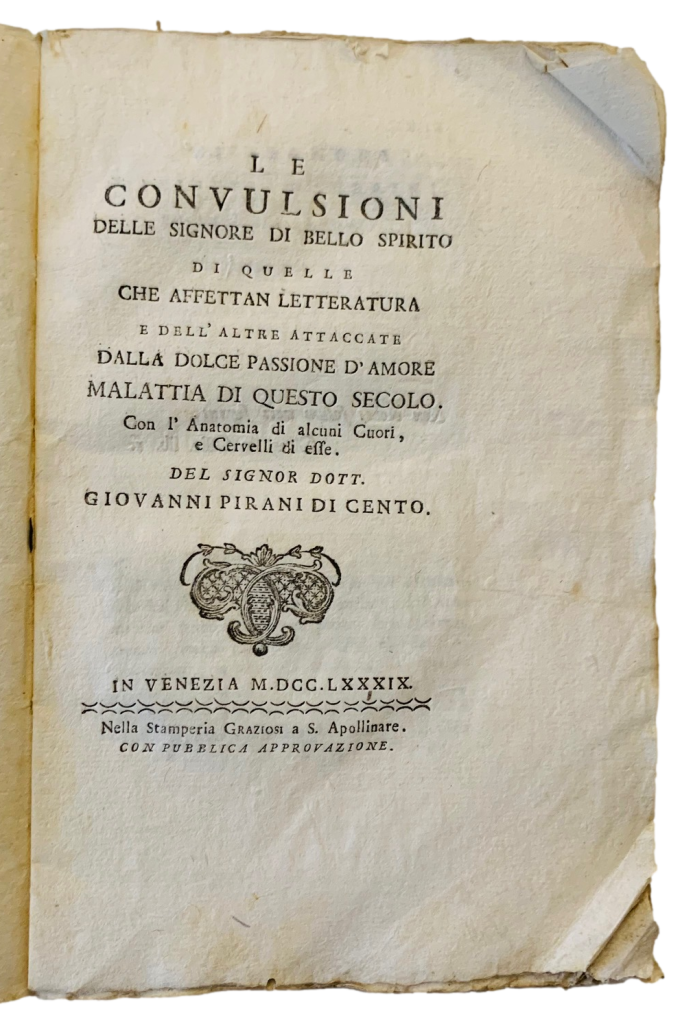 LE
CONVULSIONI
DELLE SIGNORE DI BELLO SPIRITO
DI QUELLE
CHE AFFETTAN LETTERATURA
E DELL' ALTRE ATTACCATE
DALLA DOLCE PASSIONE D'AMORE
MALATTIA DI QUESTO SECOLO.
Con l' Anatomia di alcuni Cuori,
e Cervelli di eſſe.
DEL SIGNOR DOTT.
GIOVANNI PIRANI DI CENTO.
IN VENEZIA M.DCC.LXXXIX.
Nella Stamperia GRAZIOSI a S. Apollinare.
CON PUBBLICA APPROVAZIONE.